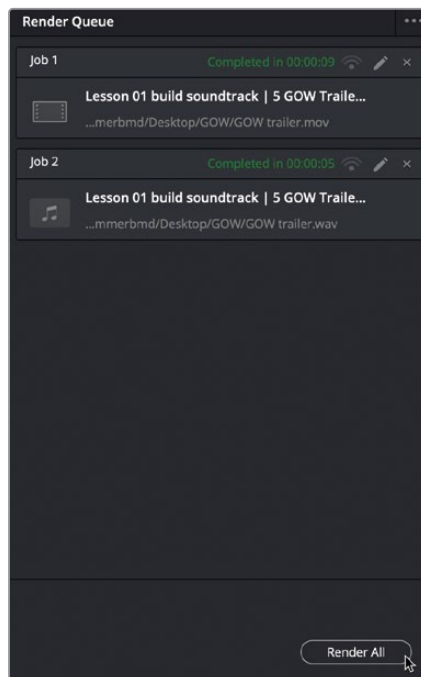 Render Queue
Job 1 Completed in 00:00:09
Lesson 01 build soundtrack | 5 GOW Traile...
...merbmd/Desktop/GOW/GOW trailer.mov
Job 2 Completed in 00:00:05
Lesson 01 build soundtrack | 5 GOW Traile...
...mmerbmd/Desktop/GOW/GOW trailer.wav
Render All